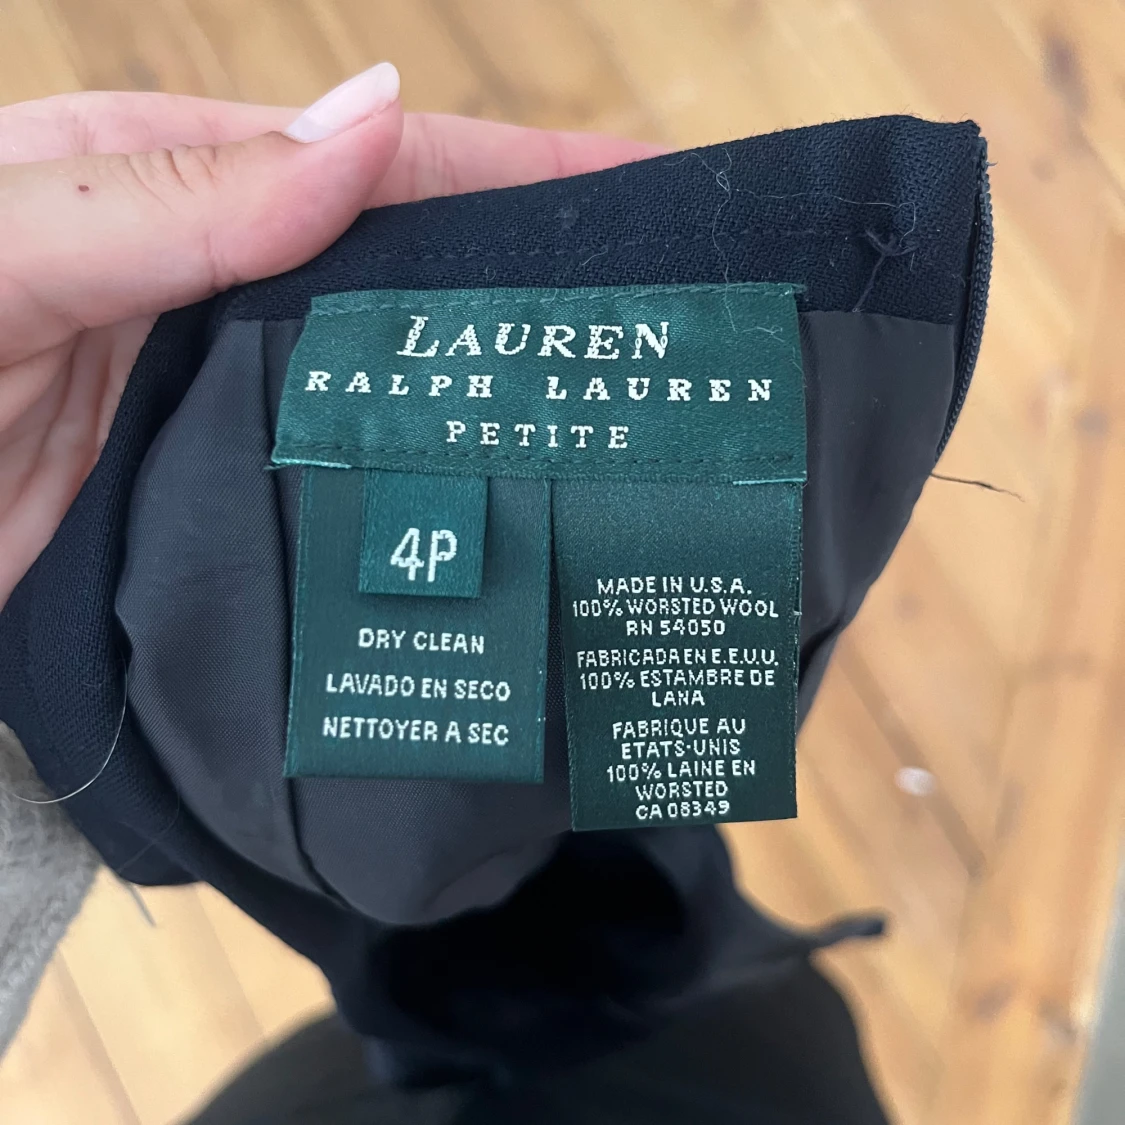 LAUREN
RALPH LAUREN
PETITE
4P
DRY CLEAN
LAVADO EN SECO
NETTOYER A SEC
MADE IN U.S.A.
100% WORSTED WOOL
RN 54050
FABRICADA EN E.E.U.U.
100% ESTAMBRE DE
LANA
FABRIQUE AU
ETATS-UNIS
100% LAINE EN
WORSTED
CA 08349